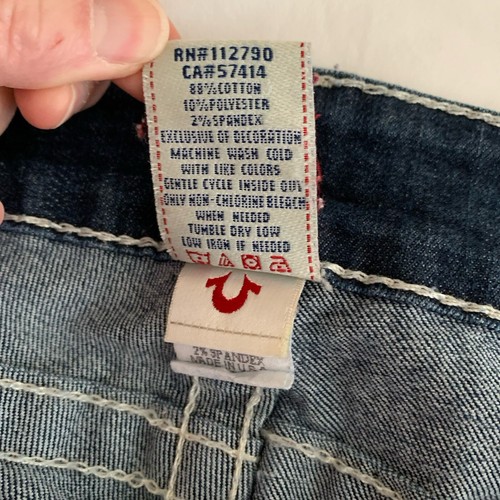 RN#112790
CA#57414
88%COTTON
10%POLYESTER
2%SPANDEX
EXCLUSIVE OF DECORATION
MACHINE WASH COLD
WITH LIKE COLORS
GENTLE CYCLE INSIDE OUT
ONLY NON-CHLORINE BLEACH
WHEN NEEDED
TUMBLE DRY LOW
LOW IRON IF NEEDED
2% SPANDEX
MADE IN U.S.A